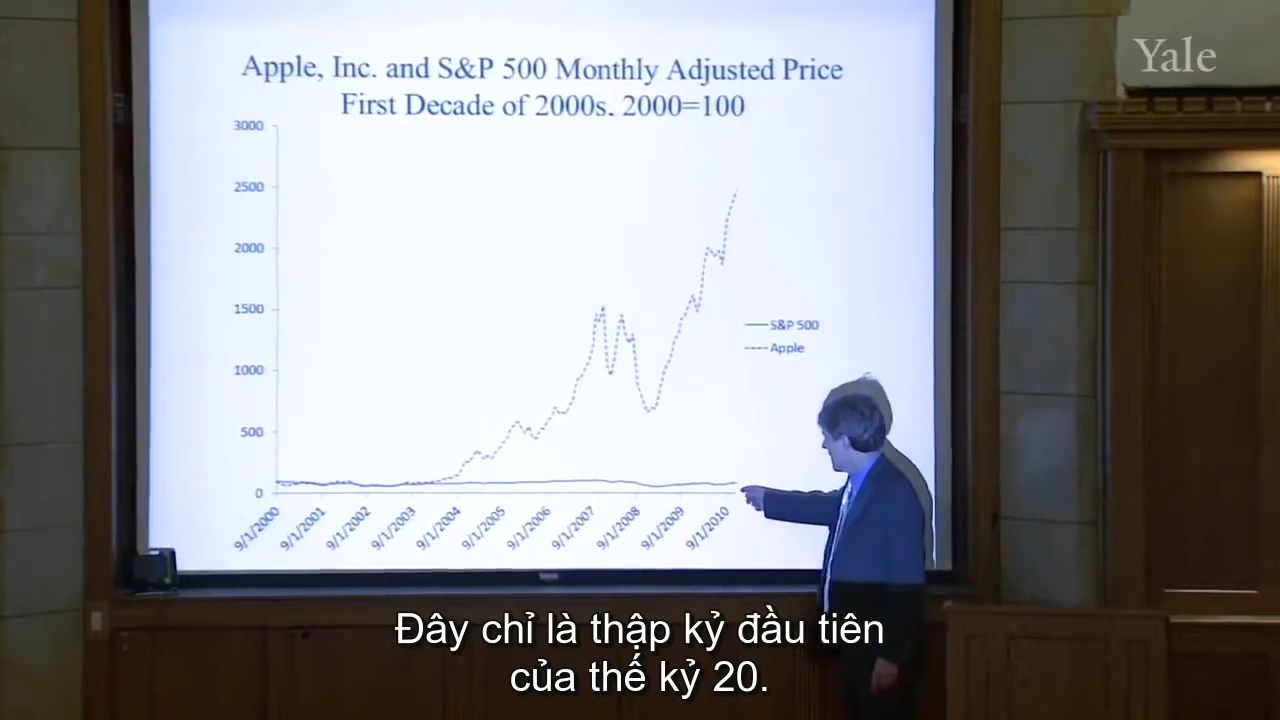 Yale
Apple, Inc. and S&P 500 Monthly Adjusted Price
First Decade of 2000s. 2000=100
3000
2500
2000
1500
1000
500
0
S&P 500
Apple
9/1/2000
9/1/2001
9/1/2002
9/1/2003
9/1/2004
9/1/2005
9/1/2006
9/1/2007
9/1/2008
9/1/2009
9/1/2010
Đây chỉ là thập kỷ đầu tiên
của thế kỷ 20.